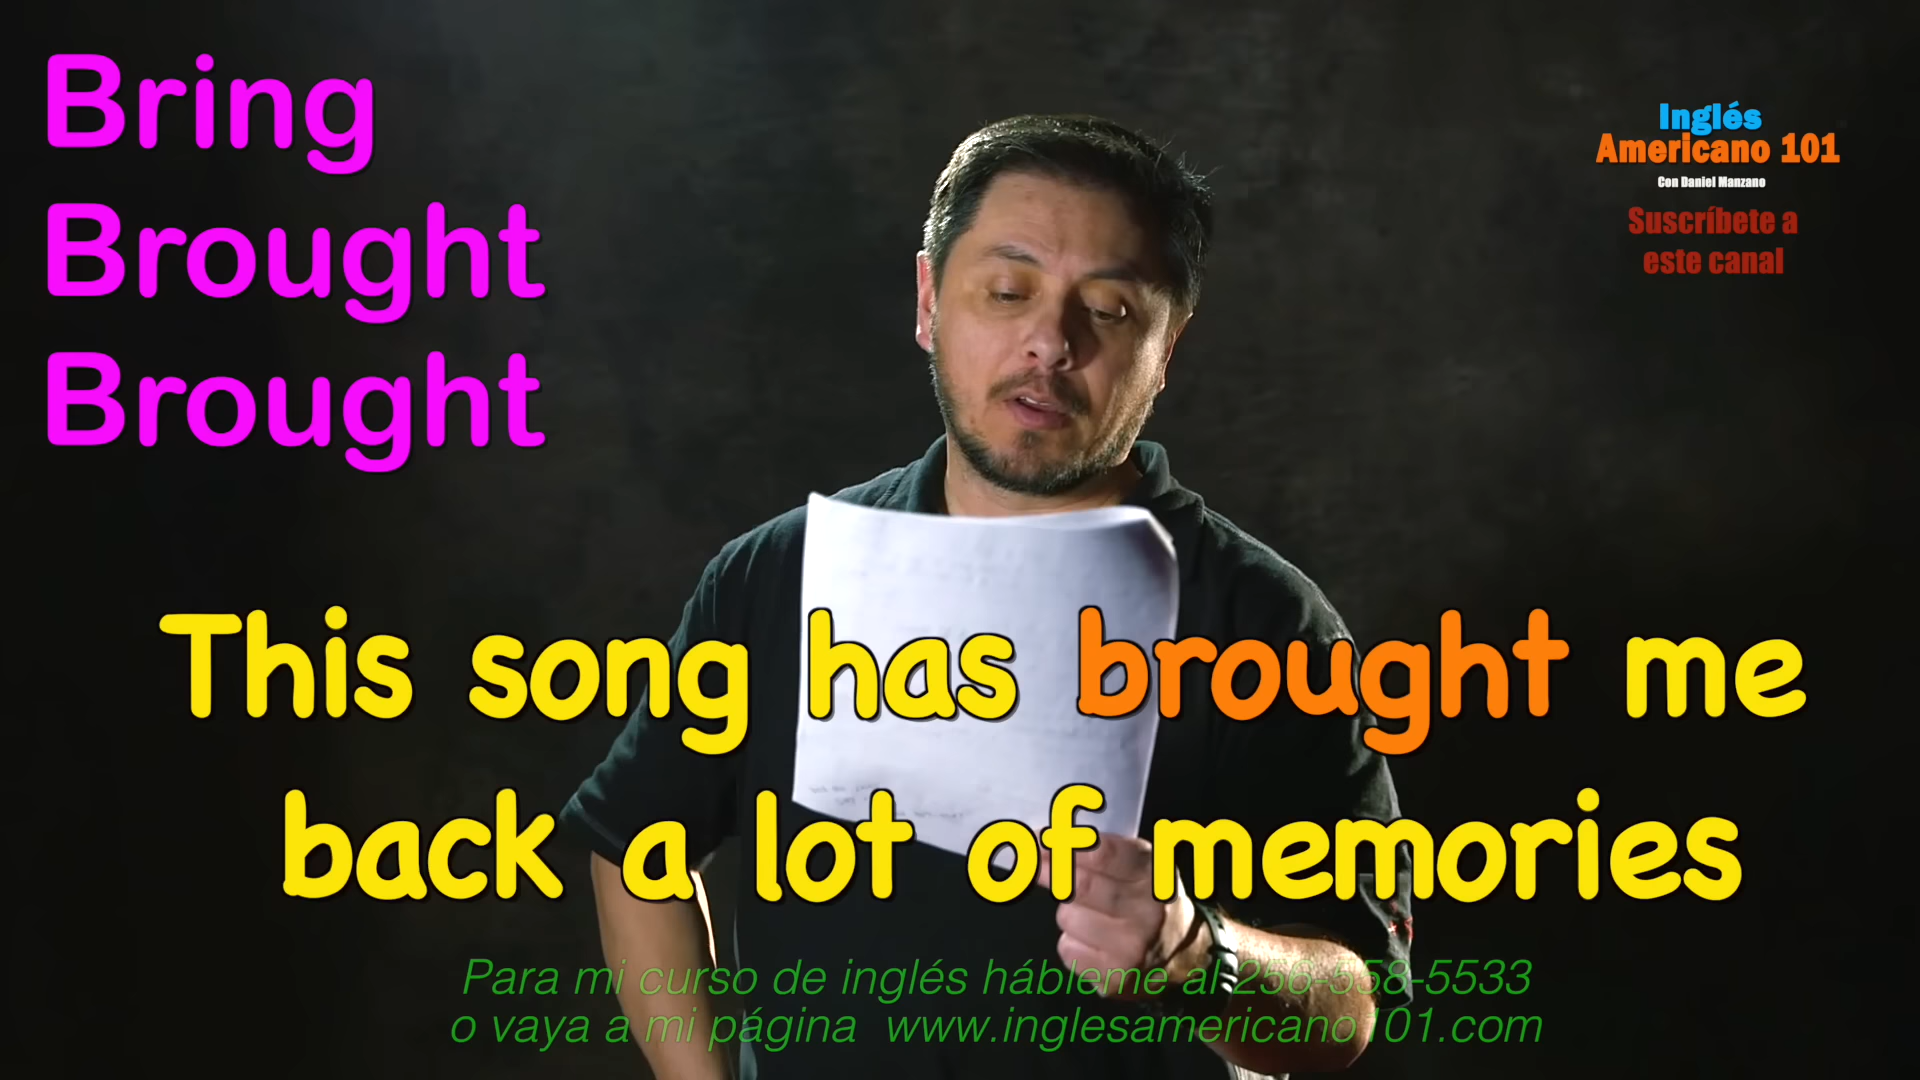 Bring
Brought
Brought
Inglés
Americano 101
Con Daniel Manzano
Suscríbete a
este canal
This song has brought me
back a lot of memories
Para mi curso de inglés hábleme al 256-558-5533
o vaya a mi página www.inglesamericano101.com